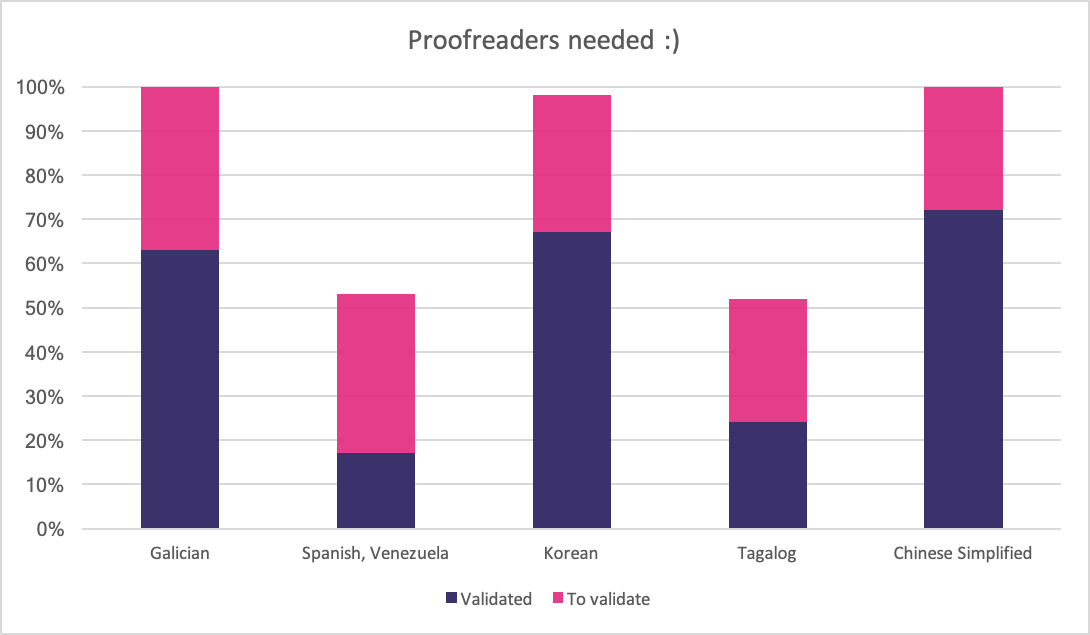 Proofreaders needed :)
100%
90%
80%
70%
60%
50%
40%
30%
20%
10%
0%
Galician
Spanish, Venezuela
Korean
Tagalog
Chinese Simplified
Validated
To validate